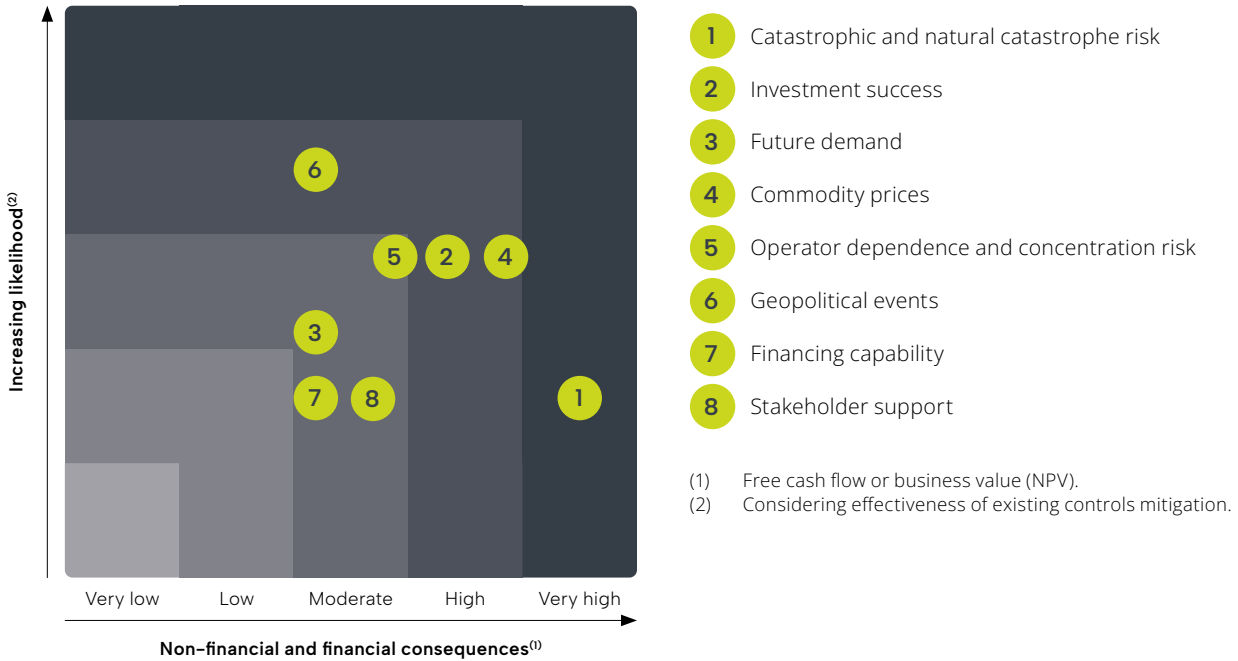 Increasing likelihood(2)
6
5 2 4
3
7 8 1
Very low Low Moderate High Very high
Non-financial and financial consequences(1)
1 Catastrophic and natural catastrophe risk
2 Investment success
3 Future demand
4 Commodity prices
5 Operator dependence and concentration risk
6 Geopolitical events
7 Financing capability
8 Stakeholder support
(1) Free cash flow or business value (NPV).
(2) Considering effectiveness of existing controls mitigation.